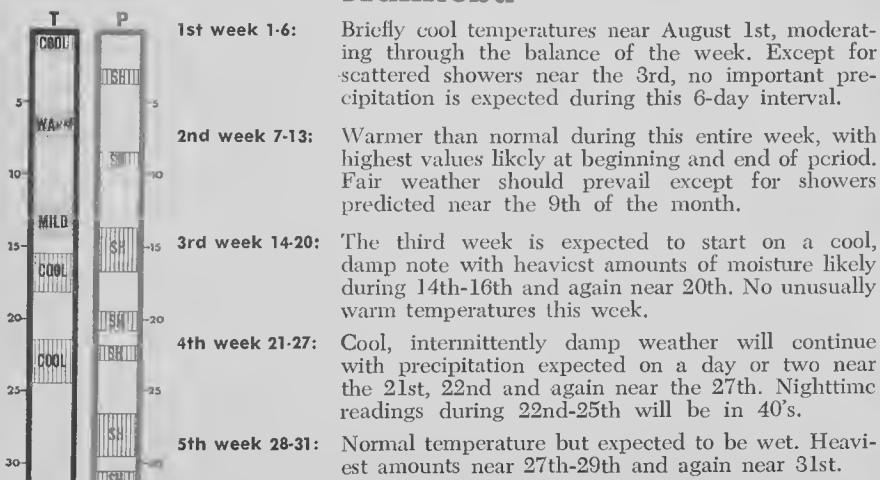 T P
COOL
SH
5 5
WARM
SH
10 10
MILD
SH
15 15
COOL
SH
20 20
SH
COOL
25 25
SH
30 30
SH
1st week 1-6: Briefly cool temperatures near August 1st, moderat-
ing through the balance of the week. Except for
scattered showers near the 3rd, no important pre-
cipitation is expected during this 6-day interval.
2nd week 7-13: Warmer than normal during this entire week, with
highest values likely at beginning and end of period.
Fair weather should prevail except for showers
predicted near the 9th of the month.
3rd week 14-20: The third week is expected to start on a cool,
damp note with heaviest amounts of moisture likely
during 14th-16th and again near 20th. No unusually
warm temperatures this week.
4th week 21-27: Cool, intermittently damp weather will continue
with precipitation expected on a day or two near
the 21st, 22nd and again near the 27th. Nighttime
readings during 22nd-25th will be in 40's.
5th week 28-31: Normal temperature but expected to be wet. Heavi-
est amounts near 27th-29th and again near 31st.